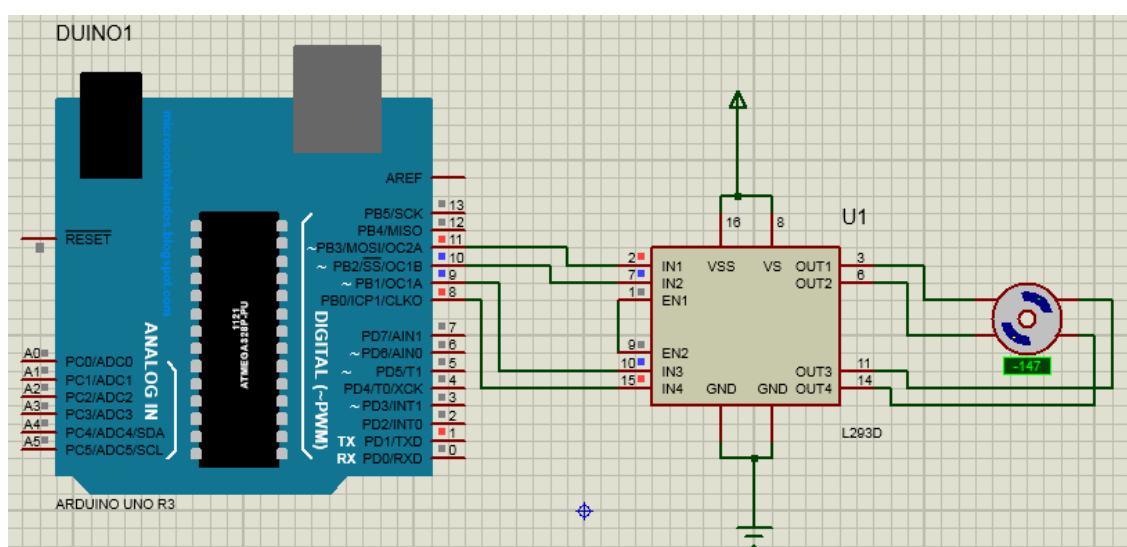 DUINO1
microcontrolandos.blogspot.com
AREF
PB5/SCK 13
PB4/MISO 12
RESET
~PB3/MOSI/OC2A 11
~ PB2/SS/OC1B 10
~ PB1/OC1A 9
PB0/ICP1/CLKO 8
1121
ATMEGA328P-PU
DIGITAL (~PWM)
ANALOG IN
PD7/AIN1 7
~ PD6/AIN0 6
~ PD5/T1 5
PD4/T0/XCK 4
~ PD3/INT1 3
PD2/INT0 2
TX PD1/TXD 1
RX PD0/RXD 0
A0 PC0/ADC0
A1 PC1/ADC1
A2 PC2/ADC2
A3 PC3/ADC3
A4 PC4/ADC4/SDA
A5 PC5/ADC5/SCL
ARDUINO UNO R3
16 8
U1
2 IN1 VSS VS OUT1 3
7 IN2 OUT2 6
1 EN1
9 EN2
10 IN3 OUT3 11
15 IN4 GND GND OUT4 14
L293D
-147